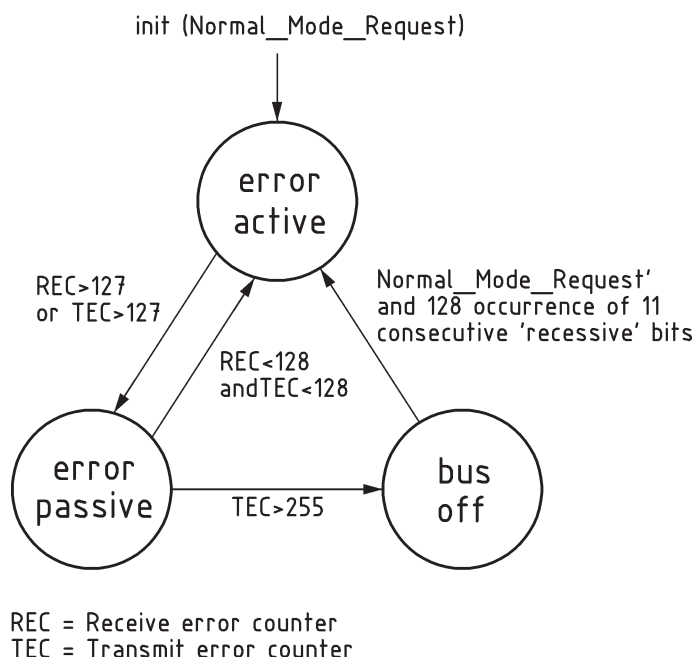 init (Normal_Mode_Request)
error
active
REC>127
or TEC>127
Normal_Mode_Request'
and 128 occurrence of 11
consecutive 'recessive' bits
REC<128
andTEC<128
error
passive
TEC>255
bus
off
REC = Receive error counter
TEC = Transmit error counter